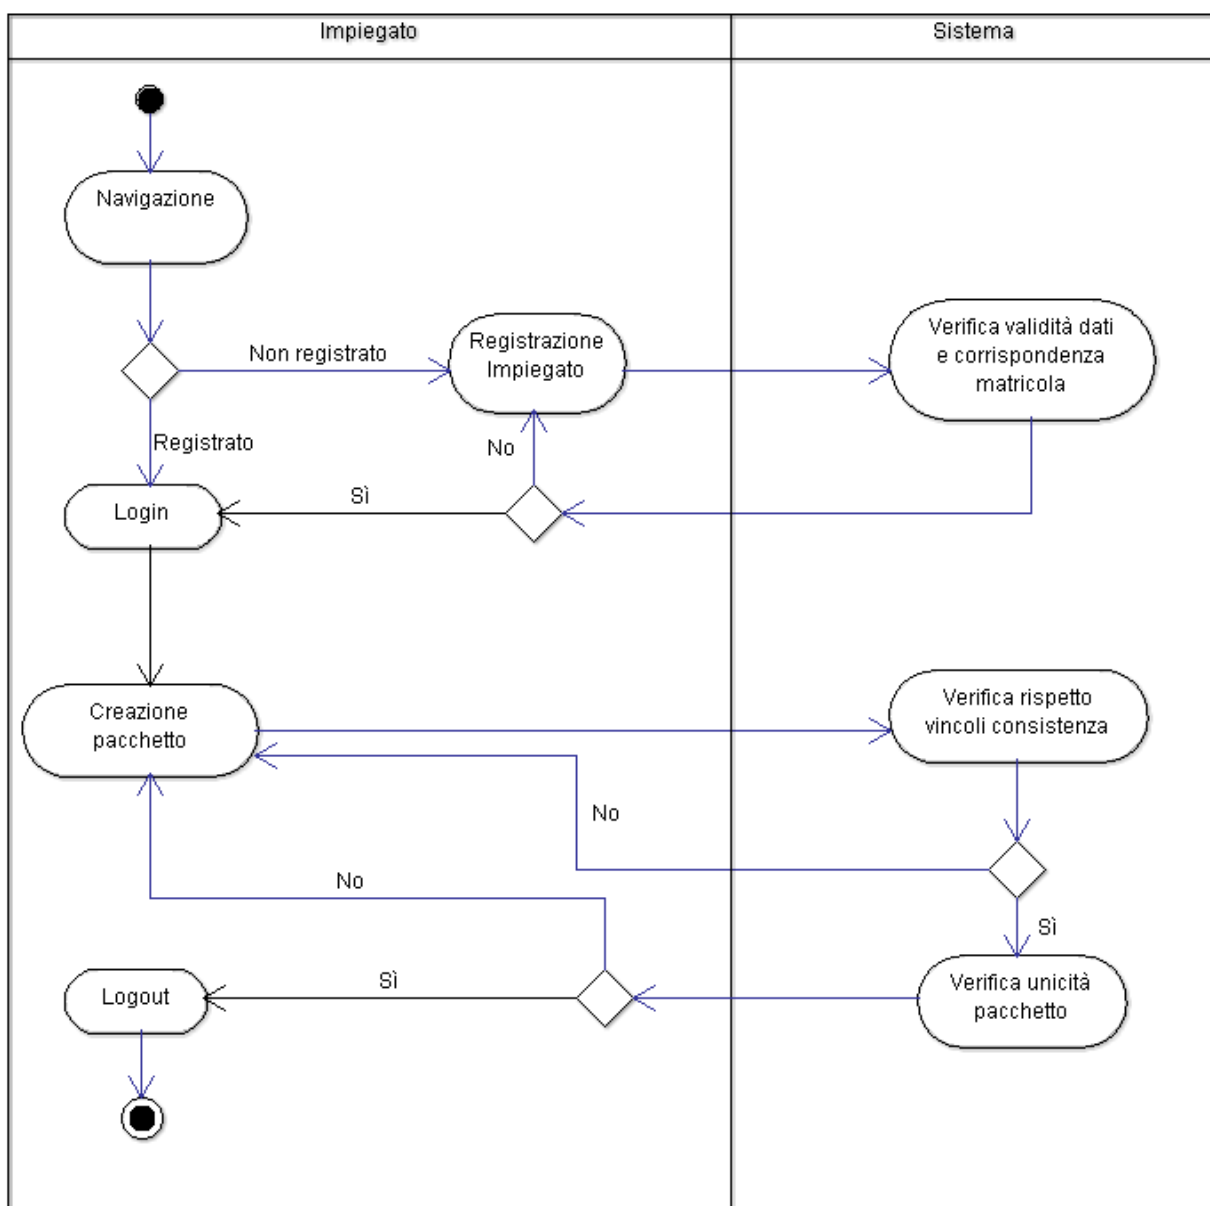 Impiegato
Sistema
Navigazione
Non registrato
Registrazione
Impiegato
Verifica validità dati
e corrispondenza
matricola
Registrato
No
Sì
Login
Creazione
pacchetto
Verifica rispetto
vincoli consistenza
No
No
Sì
Sì
Logout
Verifica unicità
pacchetto